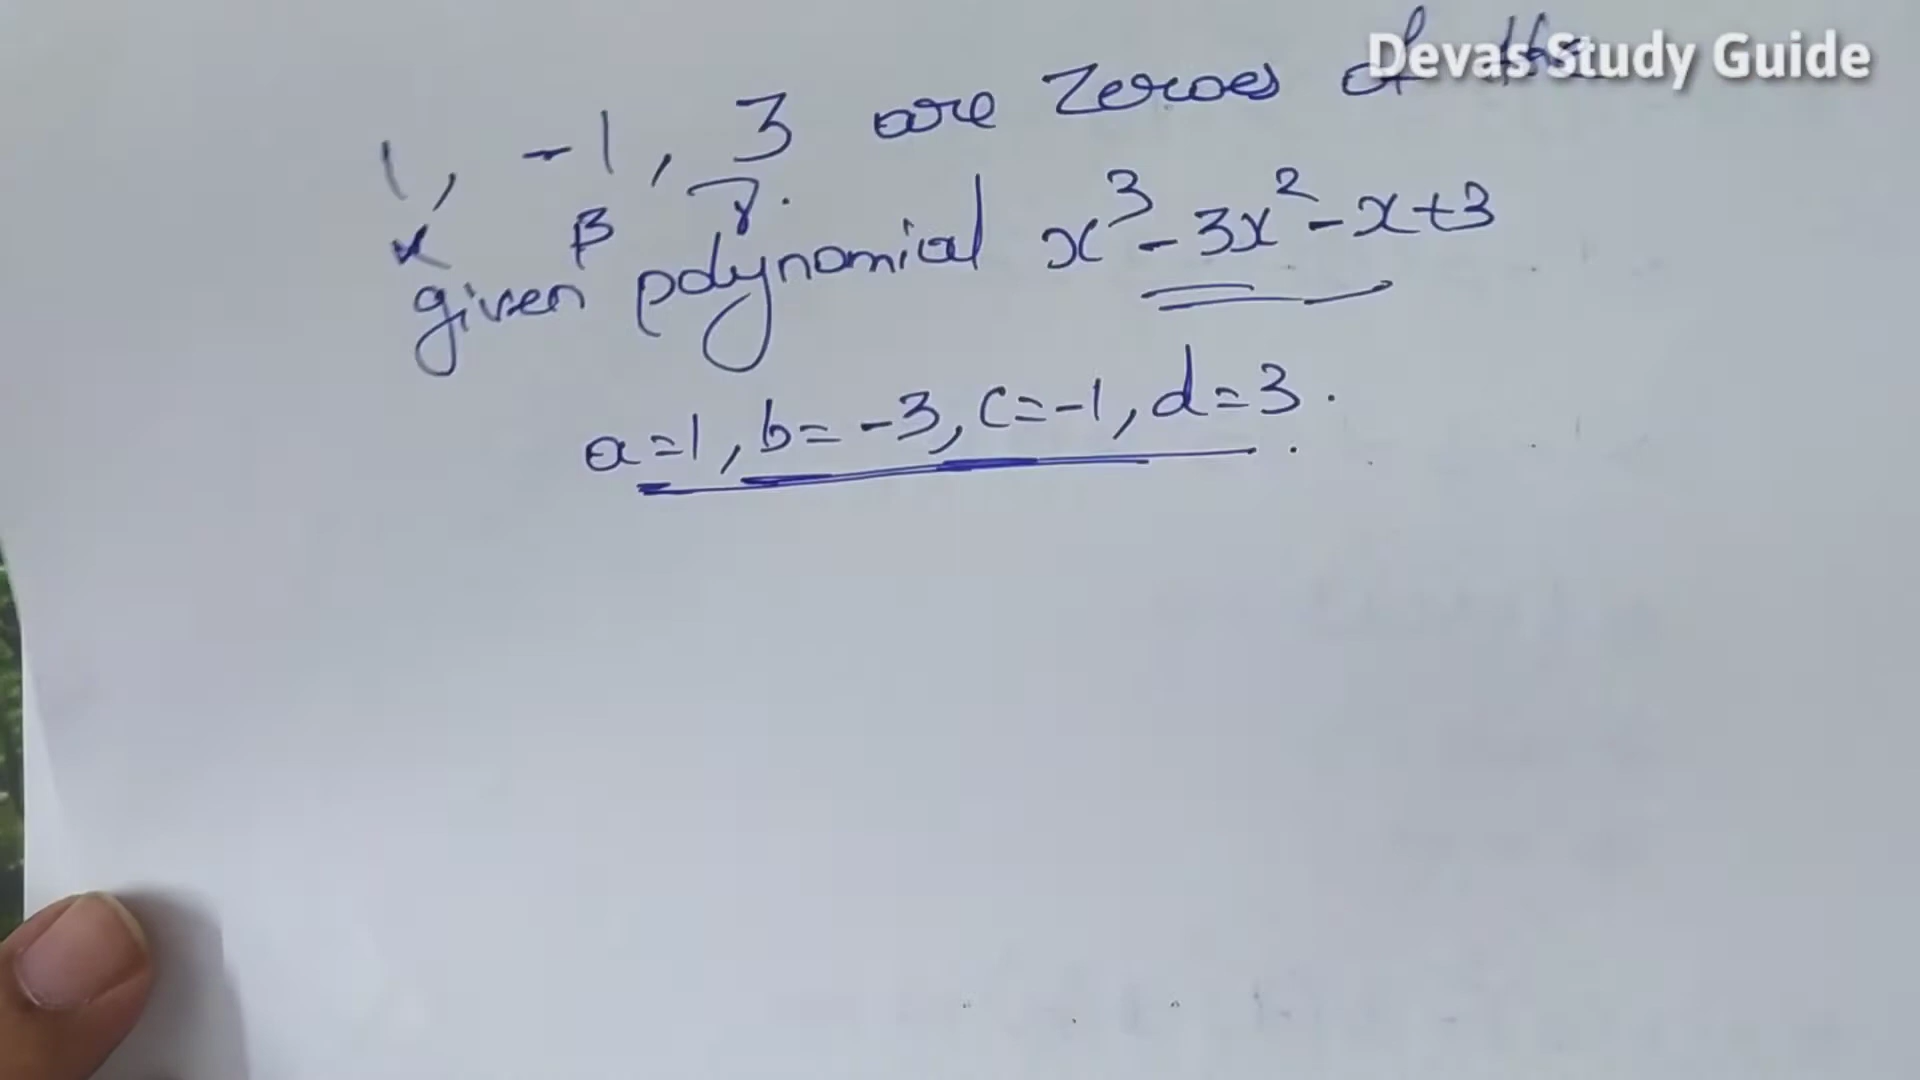 Devas Study Guide
1, -1, 3 are zeroes of the
α β γ.
given polynomial x³ - 3x² - x + 3
a = 1, b = -3, c = -1, d = 3.